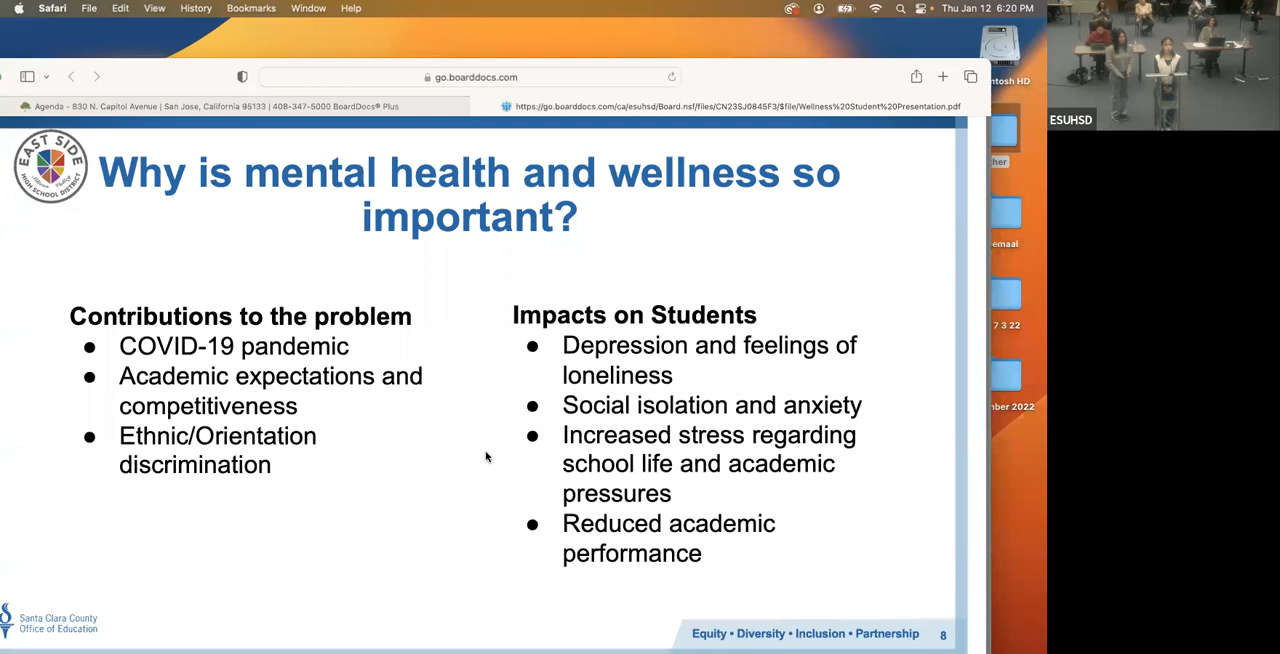 Safari File Edit View History Bookmarks Window Help
Thu Jan 12 6:20 PM
go.boarddocs.com
Agenda - 830 N. Capitol Avenue | San Jose, California 95133 | 408-347-5000 BoardDocs® Plus
https://go.boarddocs.com/ca/esuhsd/Board.nsf/files/CN23SJ0845F3/$file/Wellness%20Student%20Presentation.pdf
ntosh HD
ESUHSD
her
emaal
7 3 22
nber 2022
EAST SIDE
HIGH SCHOOL DISTRICT
Why is mental health and wellness so
important?
Contributions to the problem
● COVID-19 pandemic
● Academic expectations and
competitiveness
● Ethnic/Orientation
discrimination
Impacts on Students
● Depression and feelings of
loneliness
● Social isolation and anxiety
● Increased stress regarding
school life and academic
pressures
● Reduced academic
performance
Santa Clara County
Office of Education
Equity • Diversity • Inclusion • Partnership 8